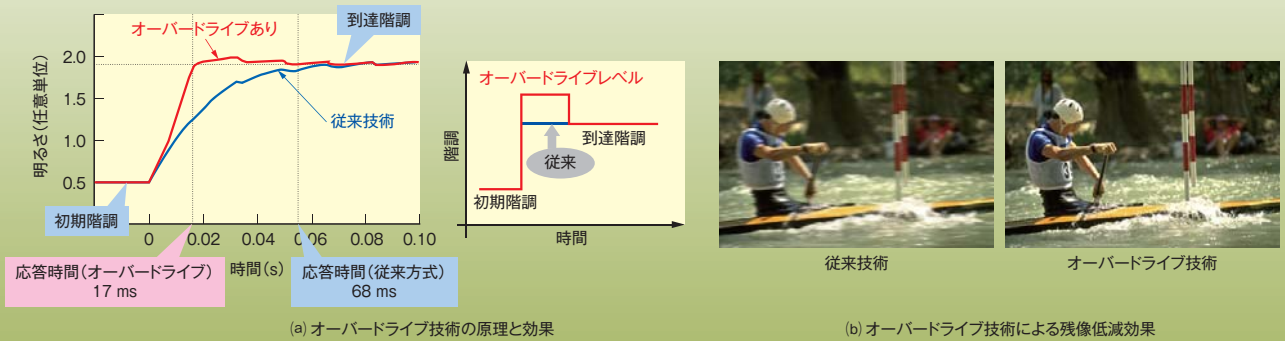 オーバードライブあり
到達階調
2.0
1.5
1.0
0.5
明るさ(任意単位)
従来技術
初期階調
0 0.02 0.04 0.06 0.08 0.10
時間(s)
応答時間(オーバードライブ)
17 ms
応答時間(従来方式)
68 ms
オーバードライブレベル
到達階調
従来
初期階調
階調
時間
(a) オーバードライブ技術の原理と効果
従来技術
オーバードライブ技術
(b) オーバードライブ技術による残像低減効果